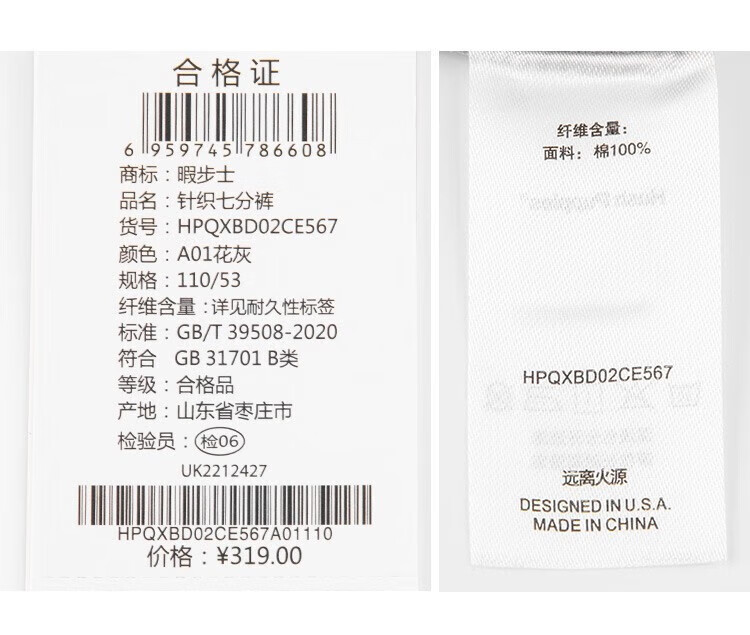 合格证
6 959745 786608
商标：暇步士
品名：针织七分裤
货号：HPQXBD02CE567
颜色：A01花灰
规格：110/53
纤维含量：详见耐久性标签
标准：GB/T 39508-2020
符合 GB 31701 B类
等级：合格品
产地：山东省枣庄市
检验员：检06
UK2212427
HPQXBD02CE567A01110
价格：¥319.00
纤维含量：
面料：棉100%
HPQXBD02CE567
远离火源
DESIGNED IN U.S.A.
MADE IN CHINA